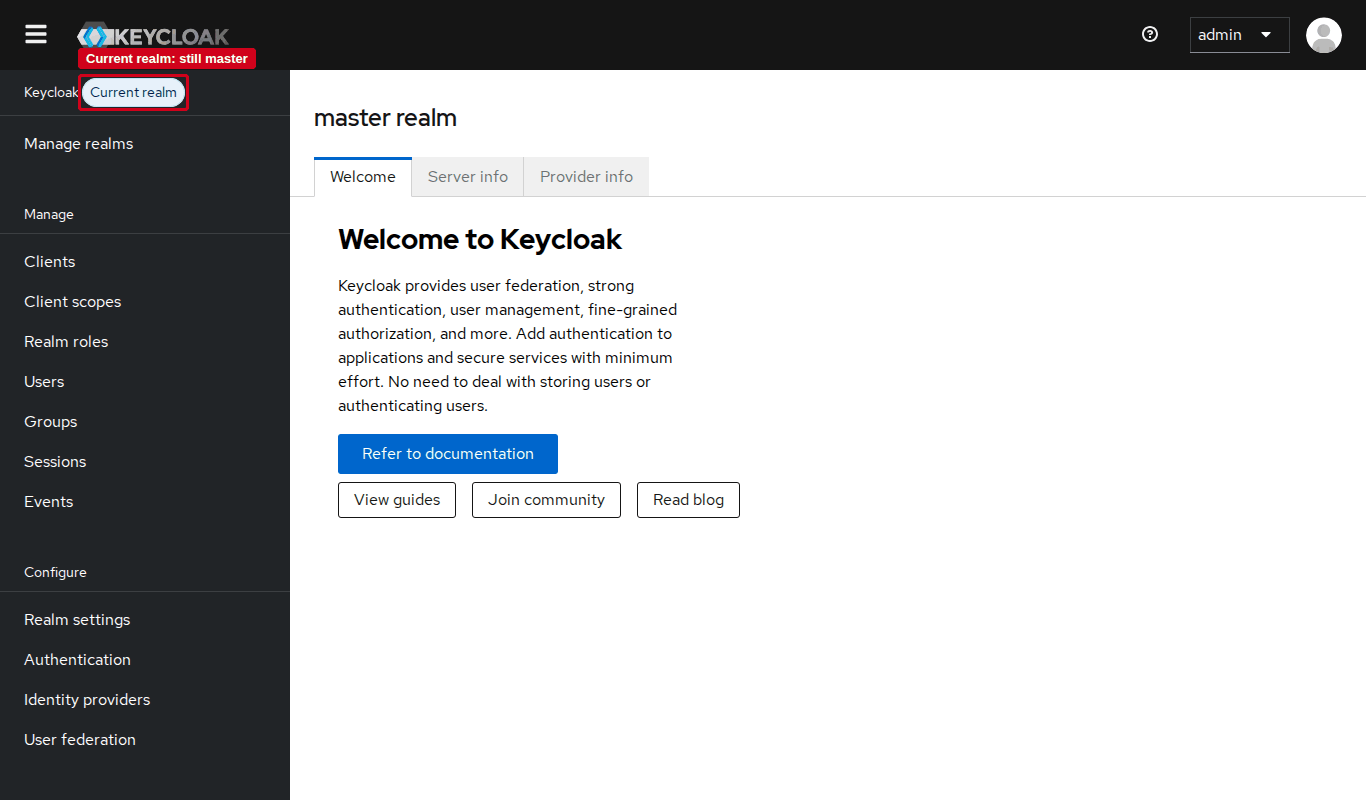 KEYCLOAK
admin
Current realm: still master
Keycloak Current realm
Manage realms
Manage
Clients
Client scopes
Realm roles
Users
Groups
Sessions
Events
Configure
Realm settings
Authentication
Identity providers
User federation
master realm
Welcome Server info Provider info
Welcome to Keycloak
Keycloak provides user federation, strong
authentication, user management, fine-grained
authorization, and more. Add authentication to
applications and secure services with minimum
effort. No need to deal with storing users or
authenticating users.
Refer to documentation
View guides Join community Read blog